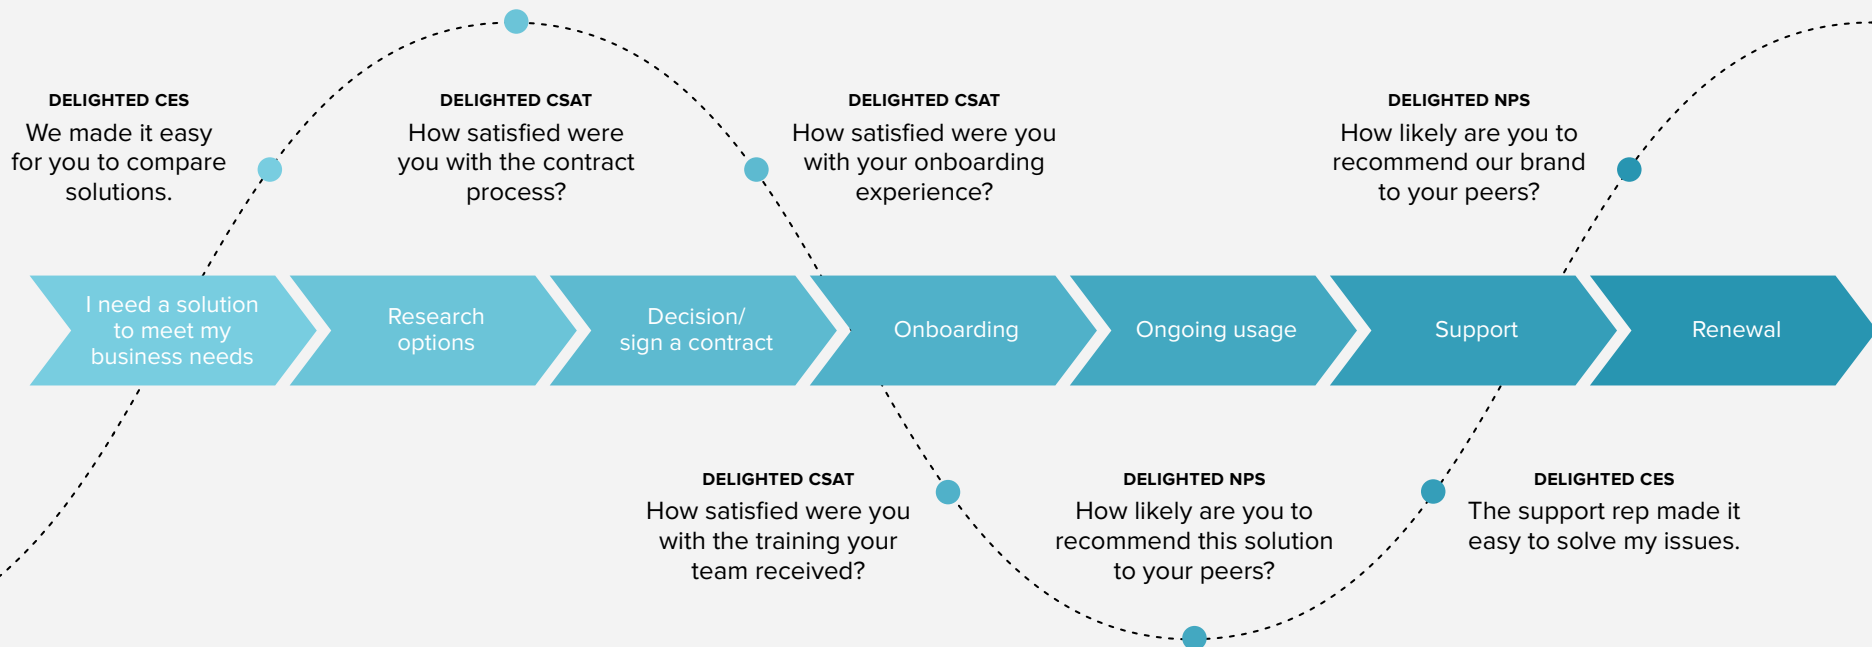 DELIGHTED CES
We made it easy
for you to compare
solutions.
DELIGHTED CSAT
How satisfied were
you with the contract
process?
DELIGHTED CSAT
How satisfied were you
with your onboarding
experience?
DELIGHTED NPS
How likely are you to
recommend our brand
to your peers?
I need a solution
to meet my
business needs
Research
options
Decision/
sign a contract
Onboarding
Ongoing usage
Support
Renewal
DELIGHTED CSAT
How satisfied were you
with the training your
team received?
DELIGHTED NPS
How likely are you to
recommend this solution
to your peers?
DELIGHTED CES
The support rep made it
easy to solve my issues.